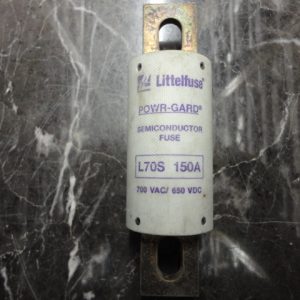 Littelfuse®
POWR-GARD®
SEMICONDUCTOR
FUSE
L70S 150A
700 VAC/ 650 VDC